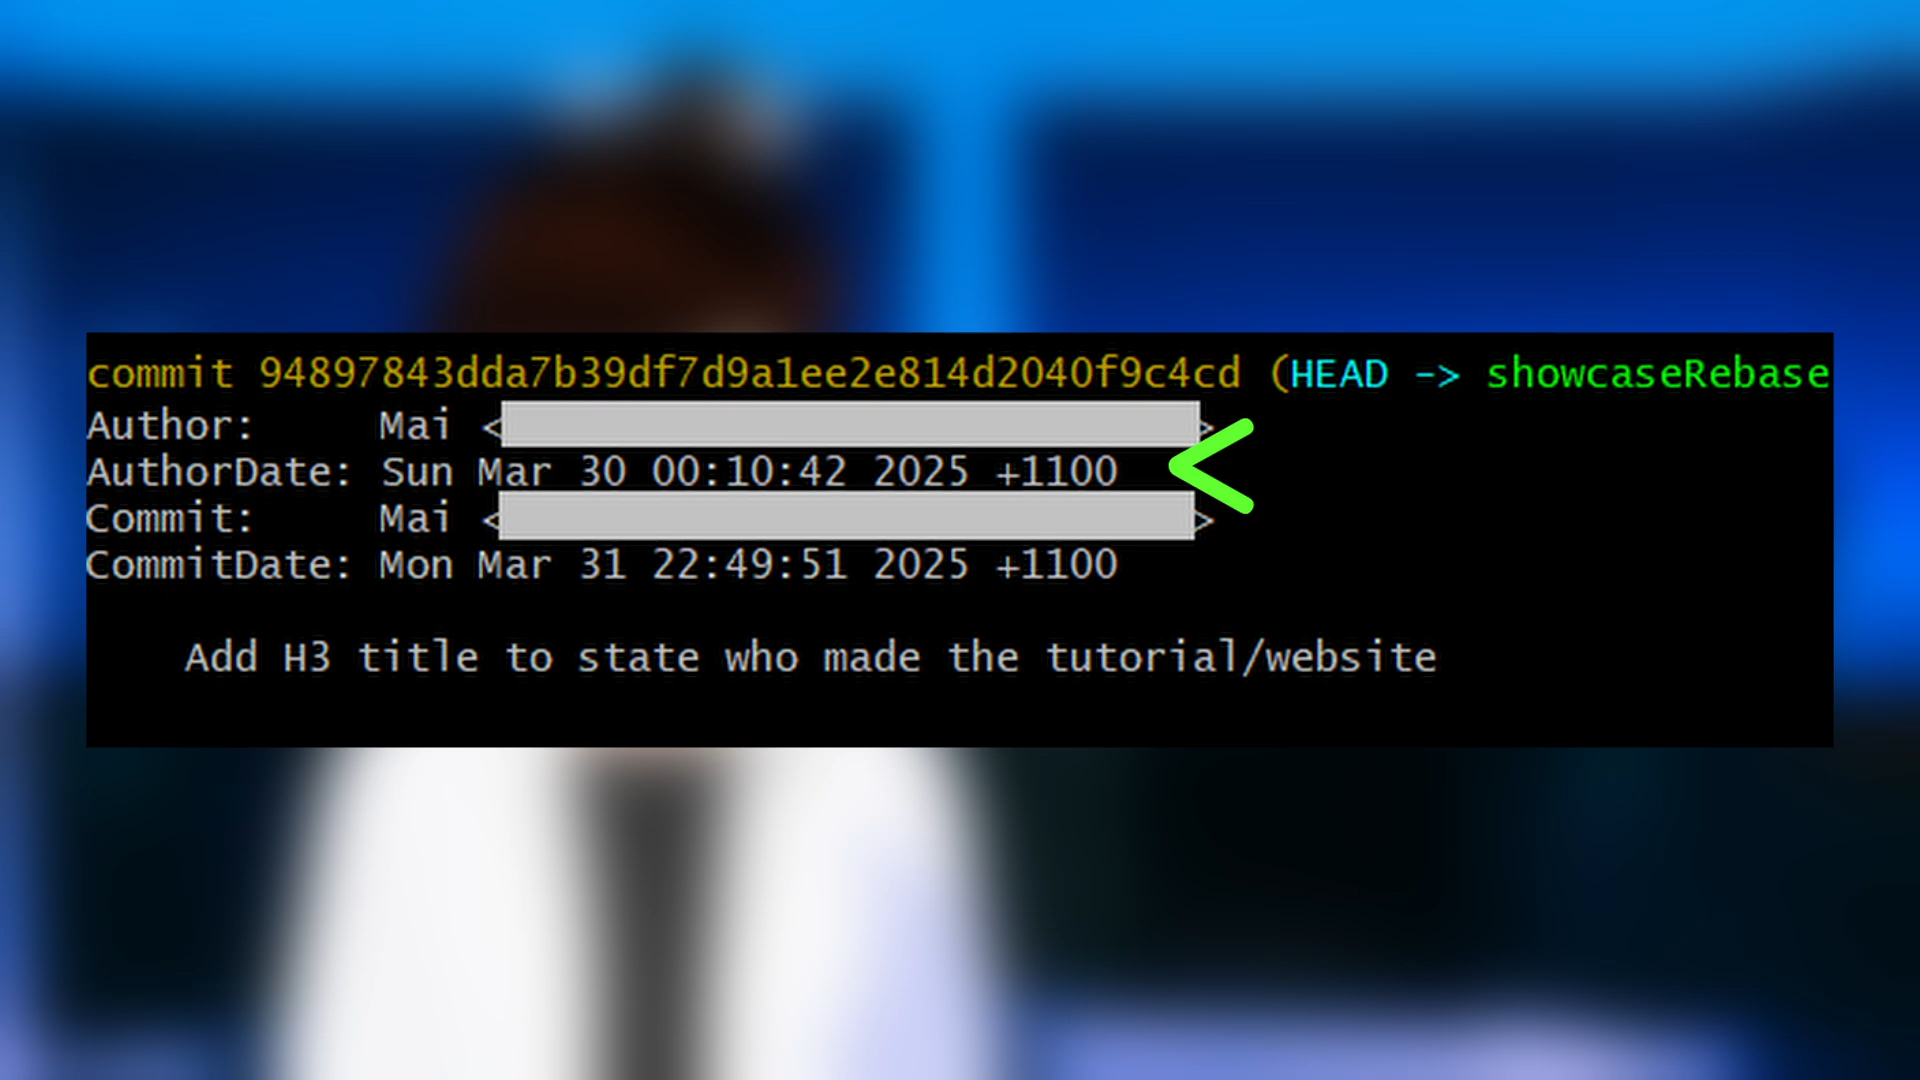 commit 94897843dda7b39df7d9a1ee2e814d2040f9c4cd (HEAD -> showcaseRebase
Author:     Mai < >
AuthorDate: Sun Mar 30 00:10:42 2025 +1100
Commit:     Mai < >
CommitDate: Mon Mar 31 22:49:51 2025 +1100
Add H3 title to state who made the tutorial/website